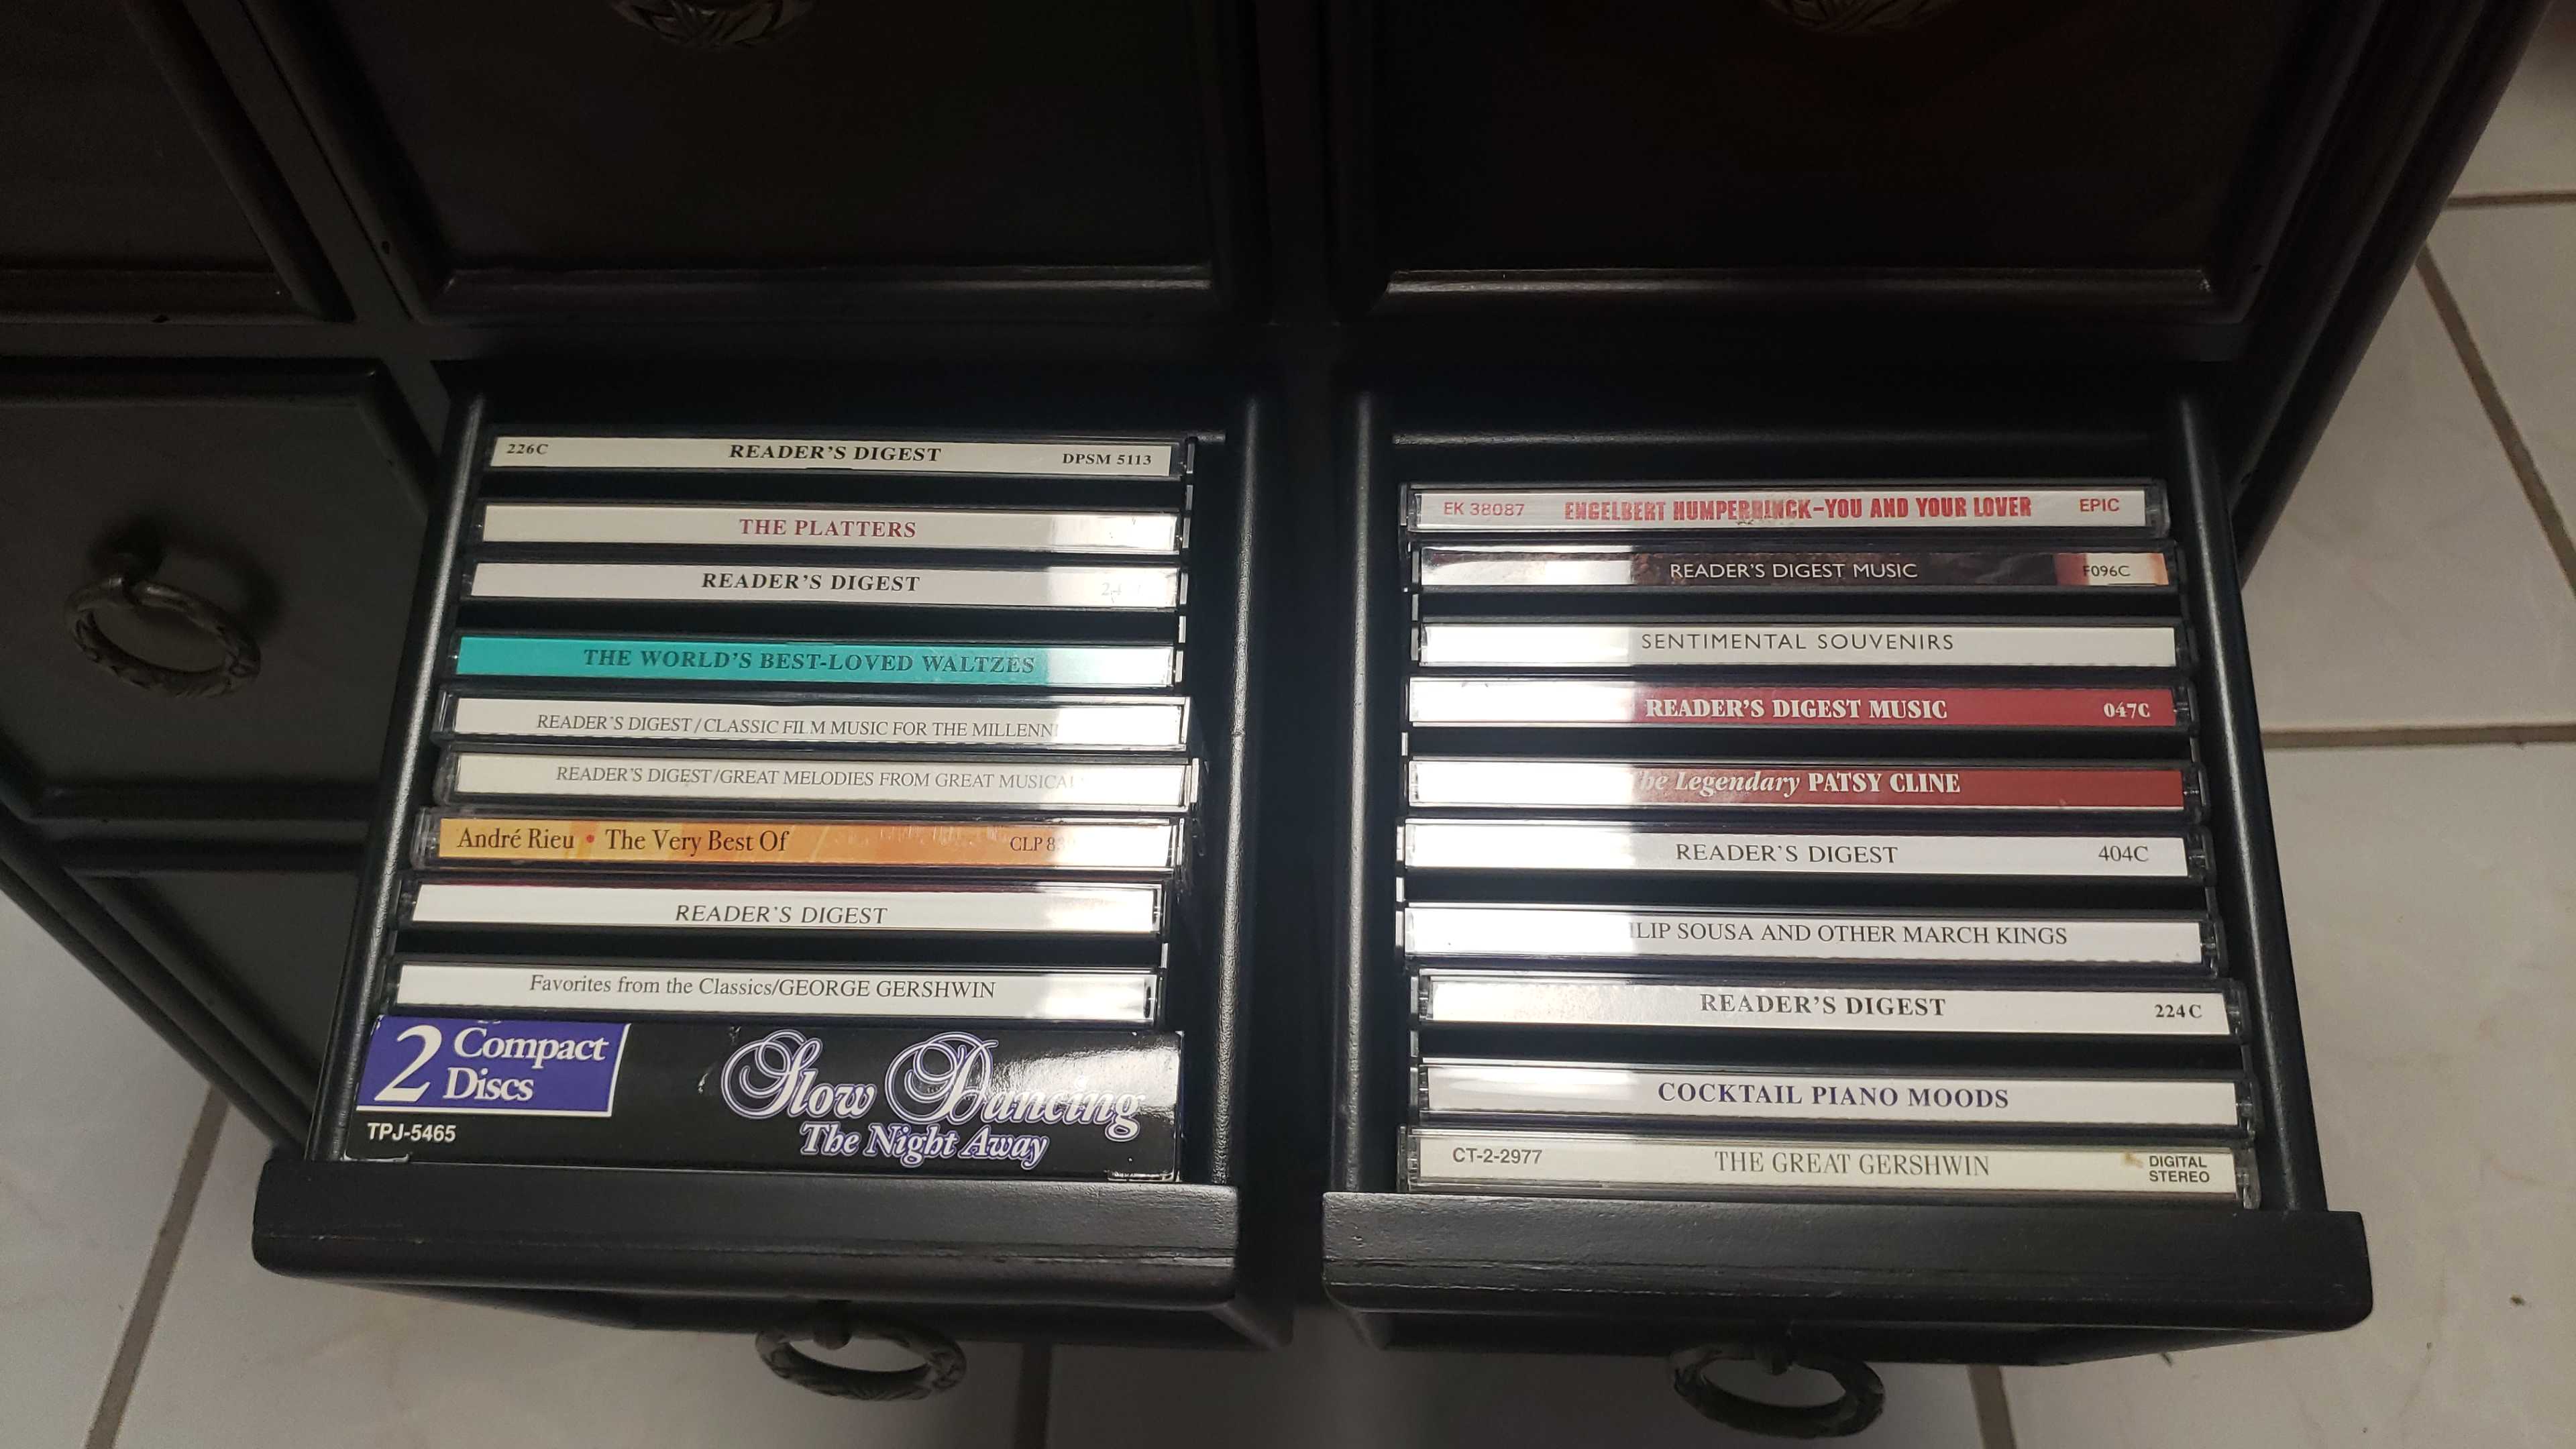 226C READER'S DIGEST DPSM 5113
THE PLATTERS
READER'S DIGEST
THE WORLD'S BEST-LOVED WALTZES
READER'S DIGEST/CLASSIC FILM MUSIC FOR THE MILLENN
READER'S DIGEST/GREAT MELODIES FROM GREAT MUSICA
André Rieu • The Very Best Of CLP 8
READER'S DIGEST
Favorites from the Classics/GEORGE GERSHWIN
2 Compact Discs
Slow Dancing
The Night Away
TPJ-5465
EK 38087 ENGELBERT HUMPERDINCK-YOU AND YOUR LOVER EPIC
READER'S DIGEST MUSIC F096C
SENTIMENTAL SOUVENIRS
READER'S DIGEST MUSIC 047C
he Legendary PATSY CLINE
READER'S DIGEST 404C
LIP SOUSA AND OTHER MARCH KINGS
READER'S DIGEST 224C
COCKTAIL PIANO MOODS
CT-2-2977 THE GREAT GERSHWIN DIGITAL STEREO